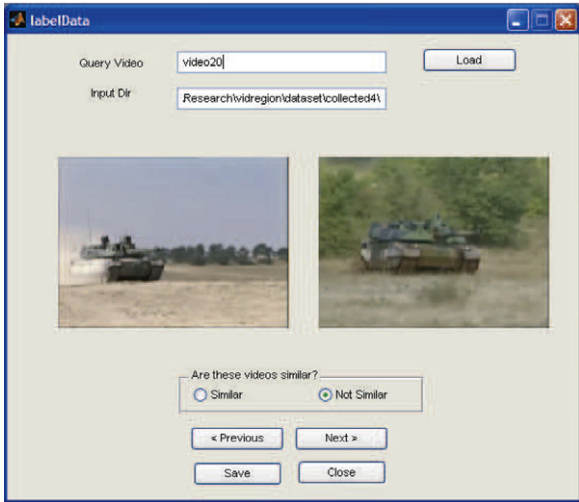 labelData
Query Video video20 Load
Input Dir Research\vidregion\dataset\collected4\
Are these videos similar?
Similar Not Similar
« Previous Next »
Save Close